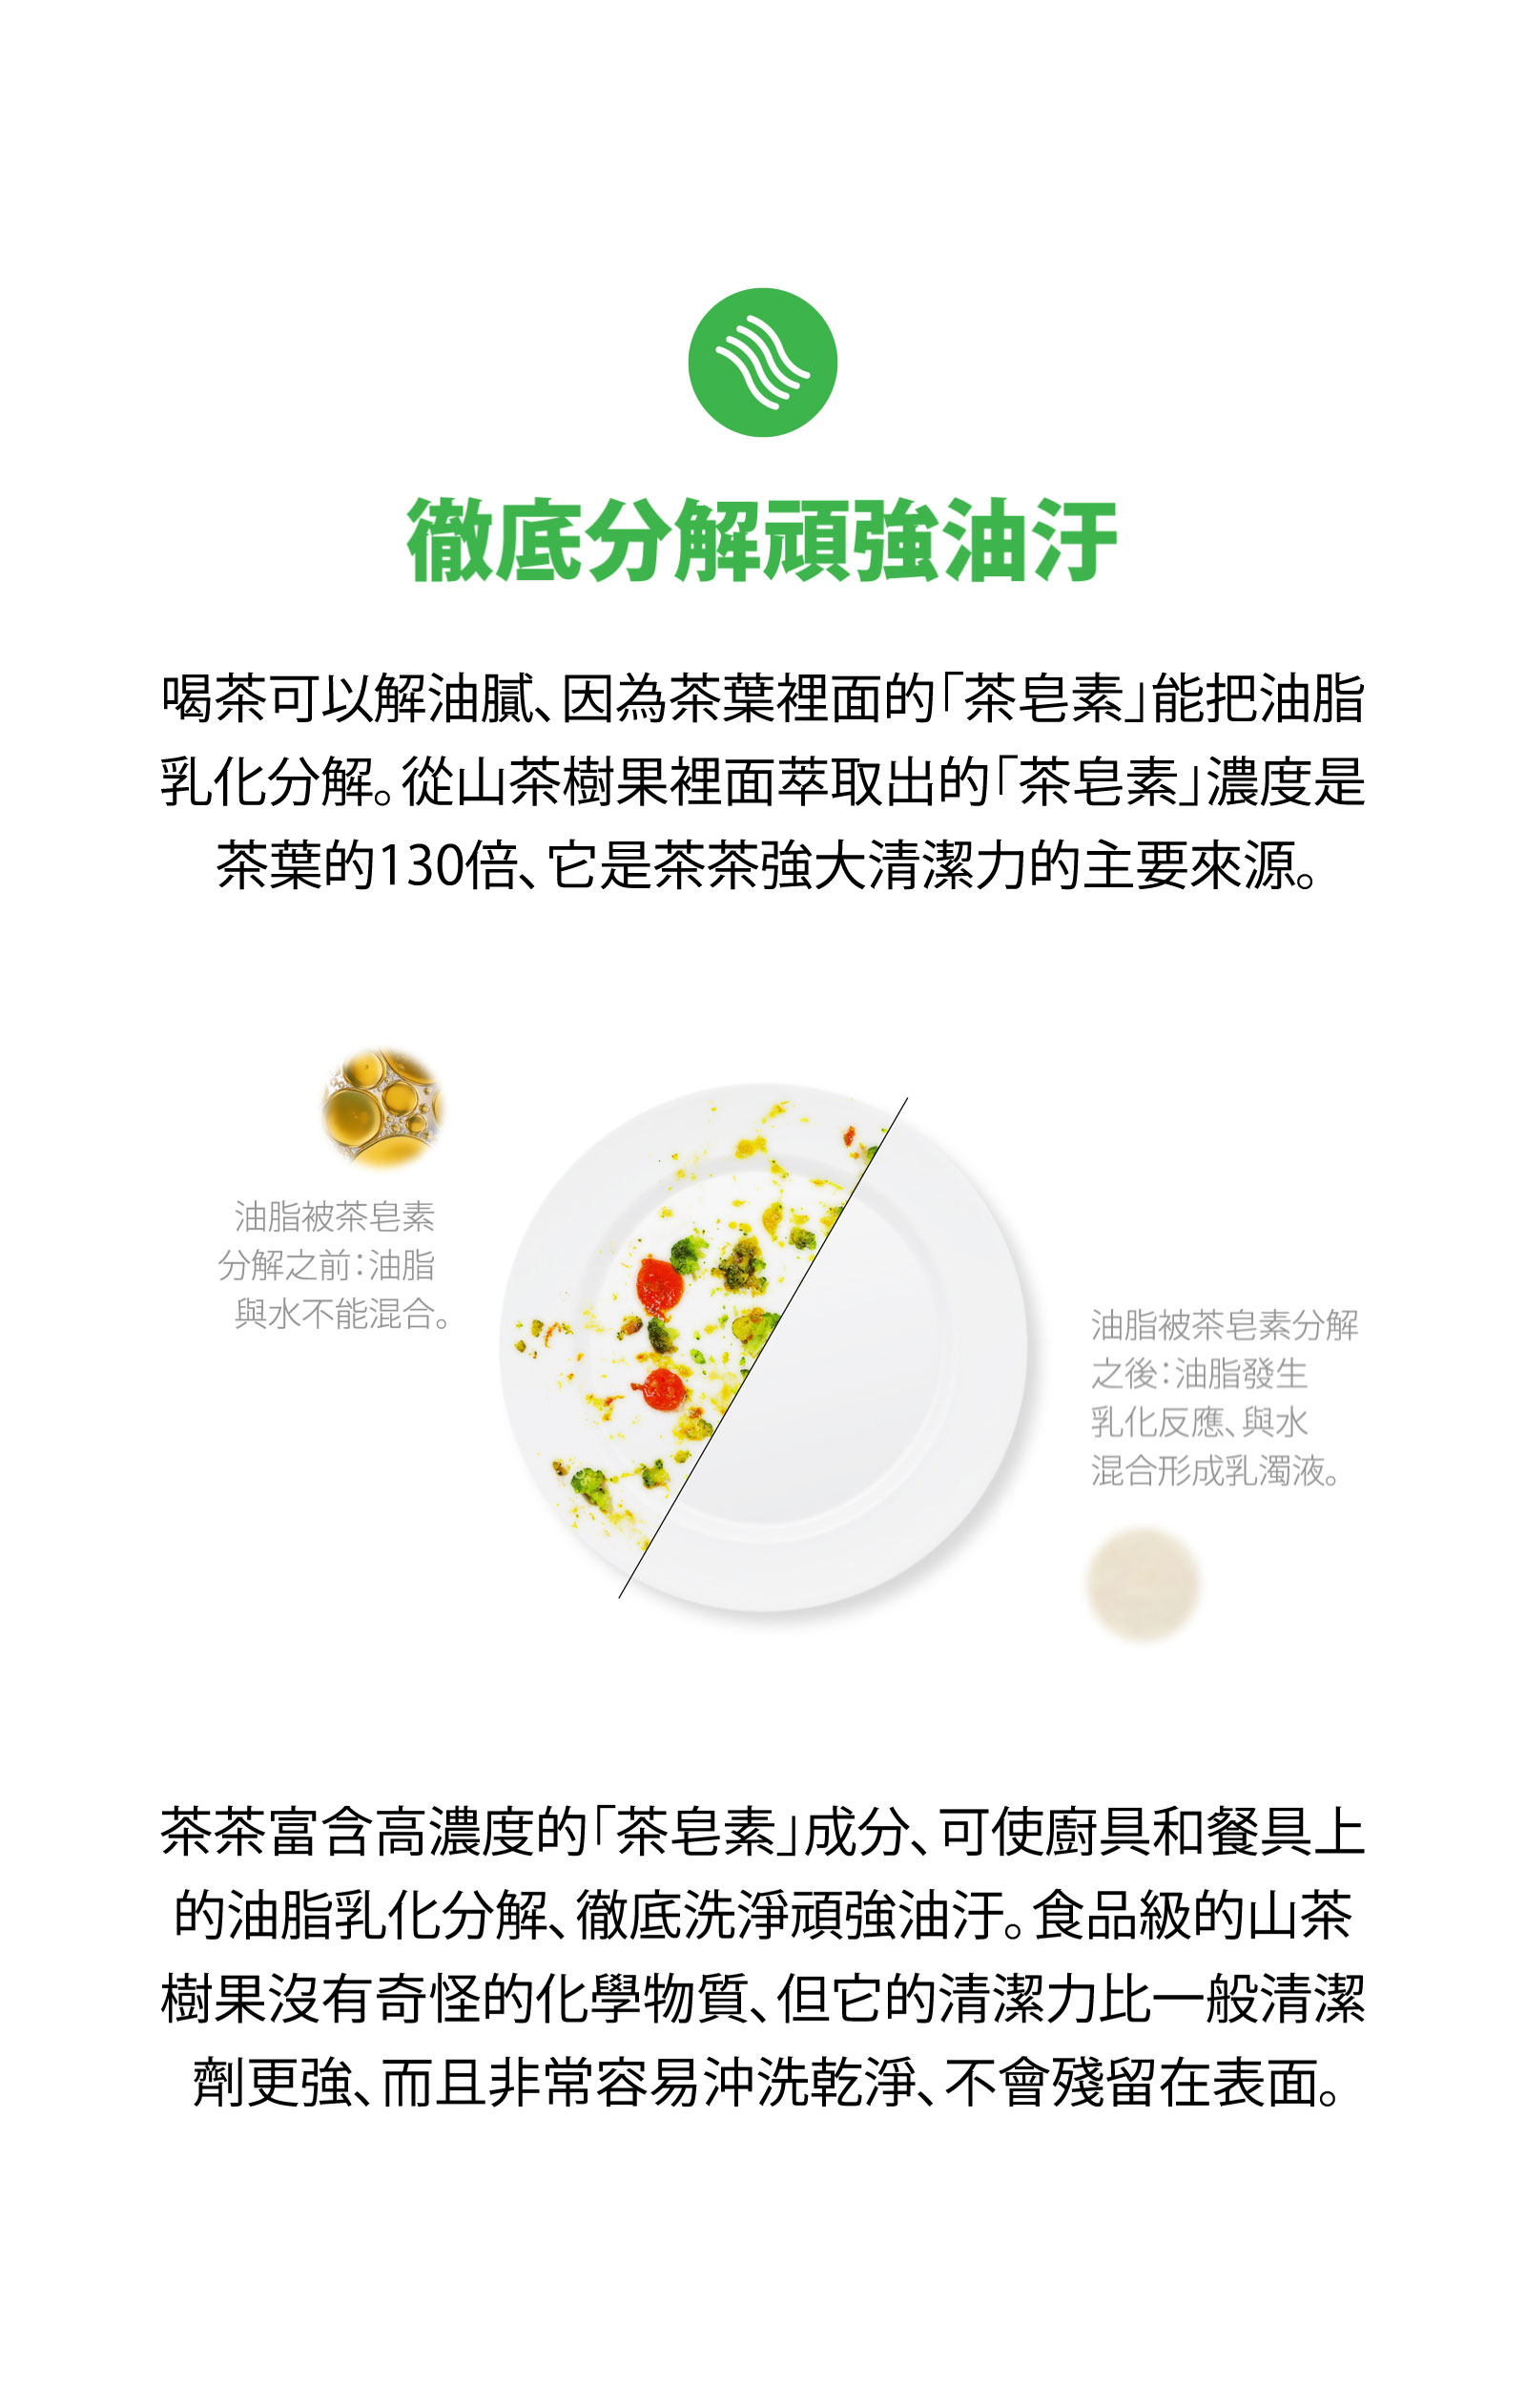 徹底分解頑強油汙
喝茶可以解油膩、因為茶葉裡面的「茶皂素」能把油脂
乳化分解。從山茶樹果裡面萃取出的「茶皂素」濃度是
茶葉的130倍、它是茶茶強大清潔力的主要來源。
油脂被茶皂素
分解之前：油脂
與水不能混合。
油脂被茶皂素分解
之後：油脂發生
乳化反應、與水
混合形成乳濁液。
茶茶富含高濃度的「茶皂素」成分、可使廚具和餐具上
的油脂乳化分解、徹底洗淨頑強油汙。食品級的山茶
樹果沒有奇怪的化學物質、但它的清潔力比一般清潔
劑更強、而且非常容易沖洗乾淨、不會殘留在表面。